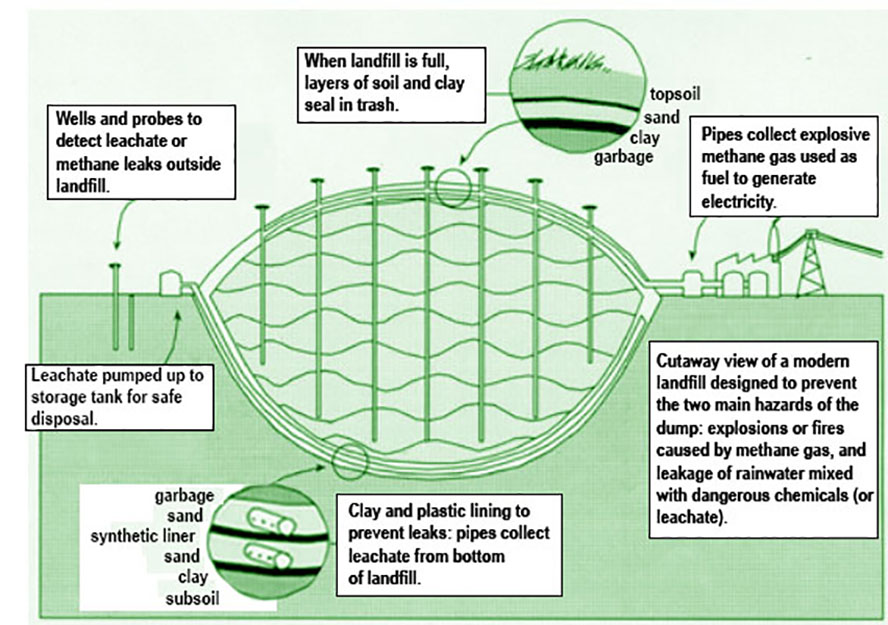 When landfill is full,
layers of soil and clay
seal in trash.
topsoil
sand
clay
garbage
Wells and probes to
detect leachate or
methane leaks outside
landfill.
Pipes collect explosive
methane gas used as
fuel to generate
electricity.
Leachate pumped up to
storage tank for safe
disposal.
Cutaway view of a modern
landfill designed to prevent
the two main hazards of the
dump: explosions or fires
caused by methane gas, and
leakage of rainwater mixed
with dangerous chemicals (or
leachate).
garbage
sand
synthetic liner
sand
clay
subsoil
Clay and plastic lining to
prevent leaks: pipes collect
leachate from bottom
of landfill.